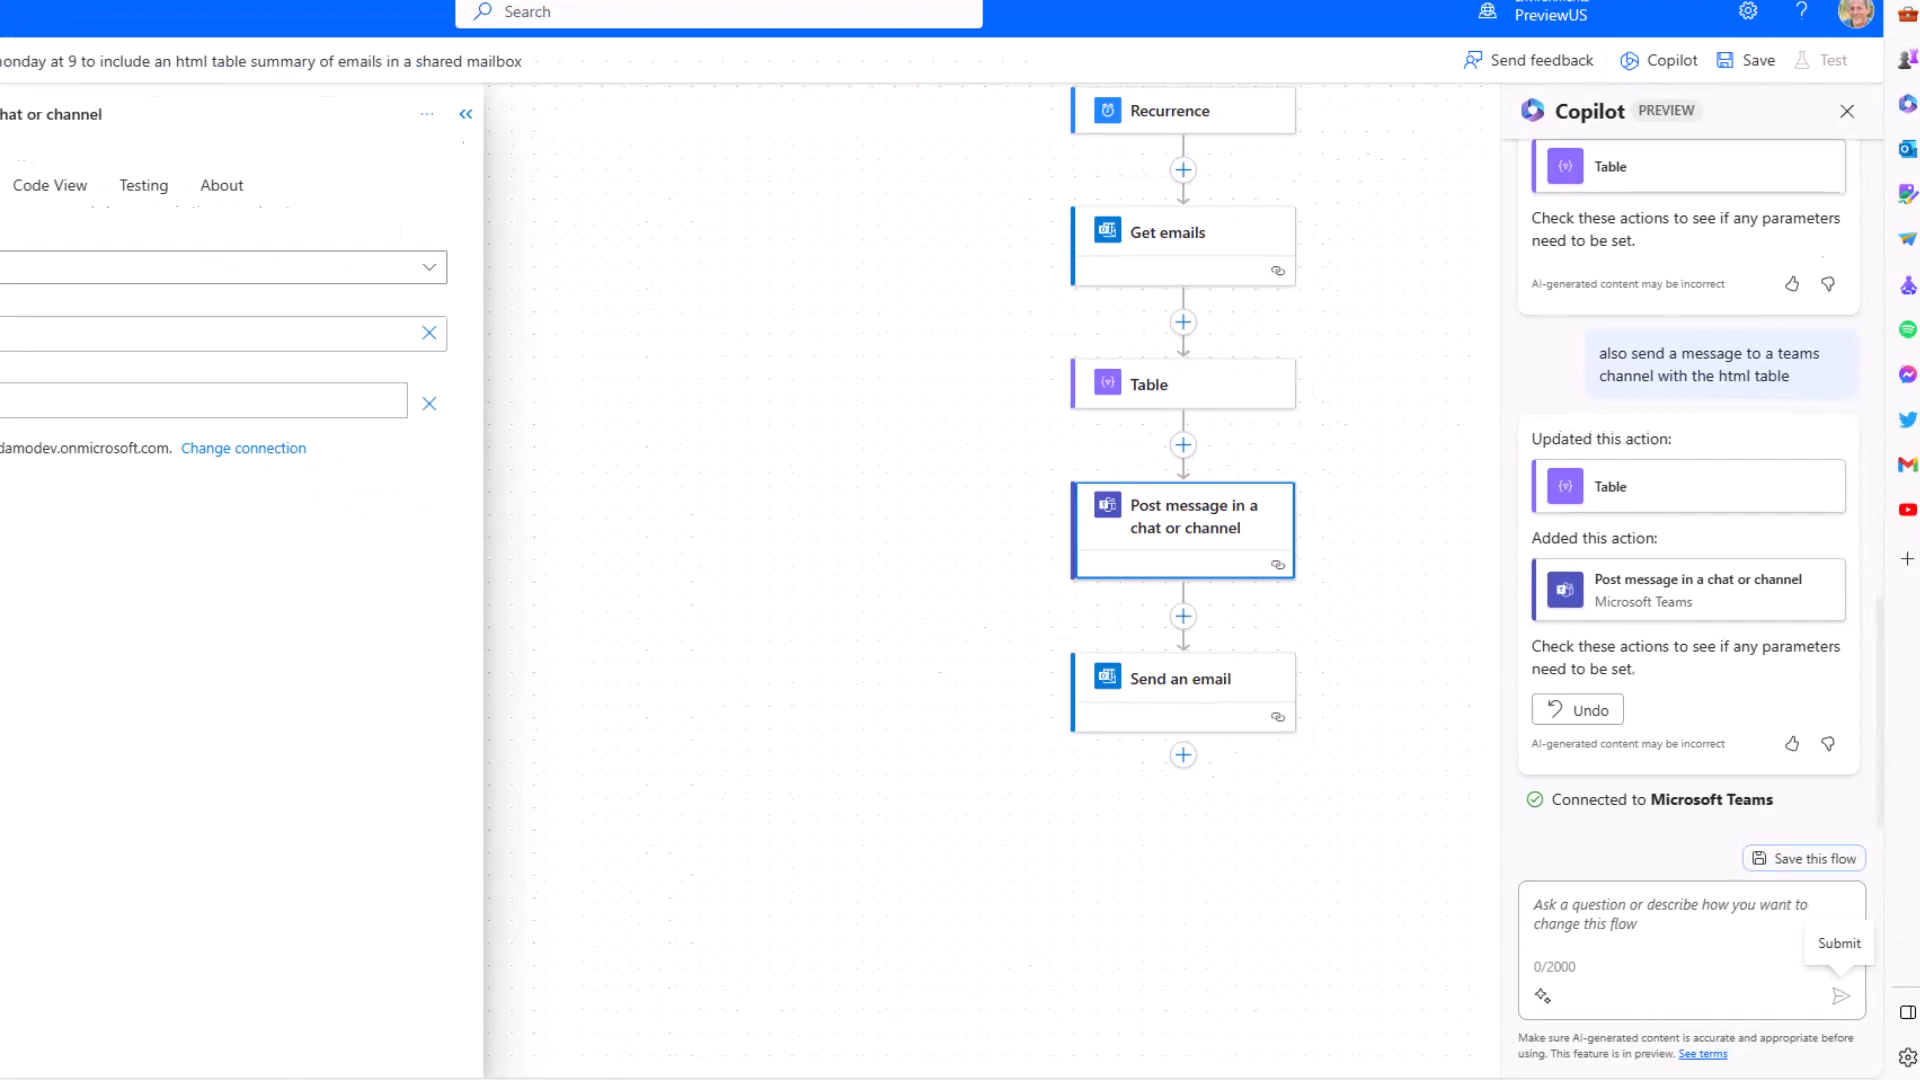 Search
PreviewUS
onday at 9 to include an html table summary of emails in a shared mailbox
Send feedback
Copilot
Save
Test
hat or channel
Code View
Testing
About
damodev.onmicrosoft.com. Change connection
Recurrence
Get emails
Table
Post message in a
chat or channel
Send an email
Copilot PREVIEW
Table
Check these actions to see if any parameters
need to be set.
AI-generated content may be incorrect
also send a message to a teams
channel with the html table
Updated this action:
Table
Added this action:
Post message in a chat or channel
Microsoft Teams
Check these actions to see if any parameters
need to be set.
Undo
AI-generated content may be incorrect
Connected to Microsoft Teams
Save this flow
Ask a question or describe how you want to
change this flow
Submit
0/2000
Make sure AI-generated content is accurate and appropriate before
using. This feature is in preview. See terms